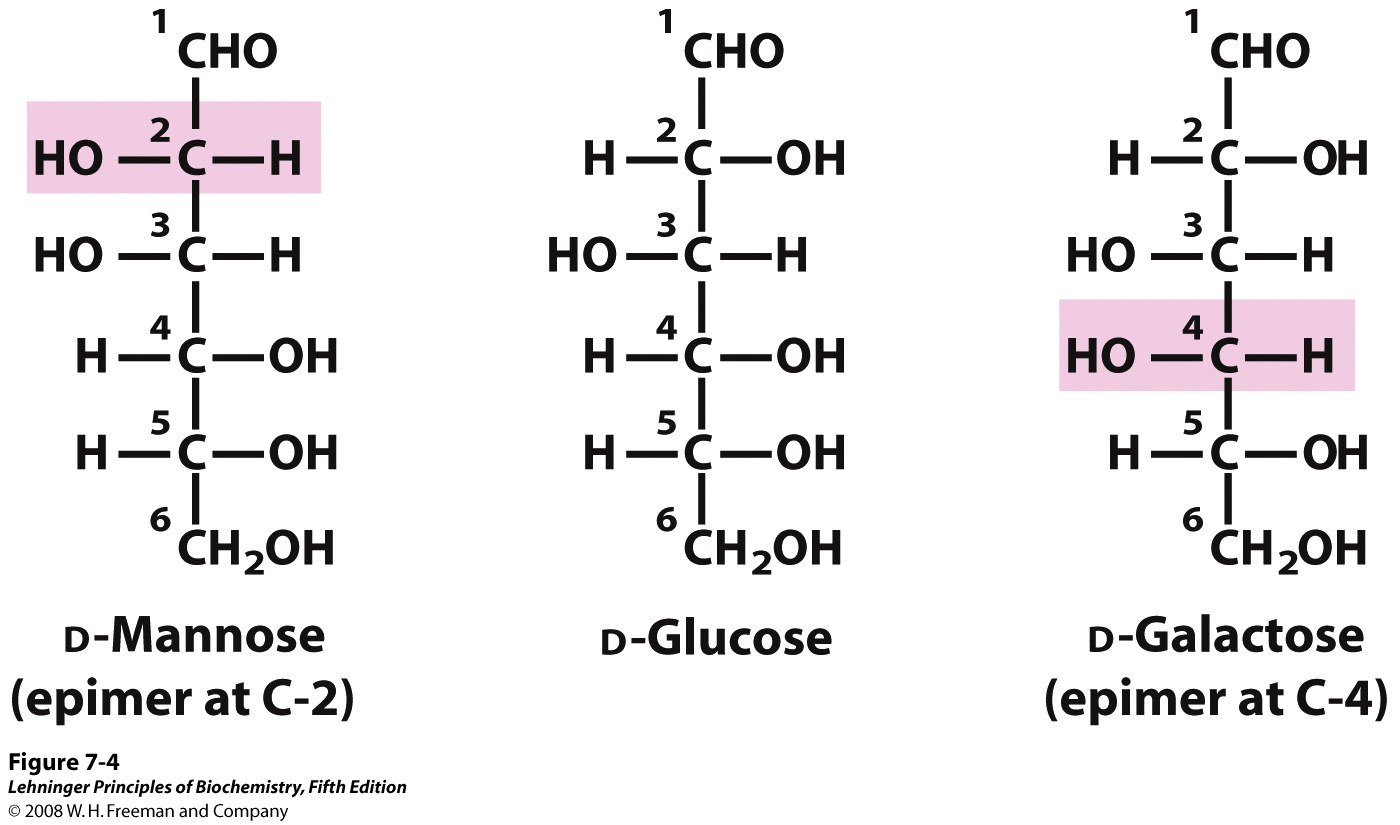 1 CHO
HO C H
2
HO C H
3
H C OH
4
H C OH
5
6 CH2OH
D-Mannose
(epimer at C-2)
1 CHO
H C OH
2
HO C H
3
H C OH
4
H C OH
5
6 CH2OH
D-Glucose
1 CHO
H C OH
2
HO C H
3
HO C H
4
H C OH
5
6 CH2OH
D-Galactose
(epimer at C-4)
Figure 7-4
Lehninger Principles of Biochemistry, Fifth Edition
© 2008 W. H. Freeman and Company